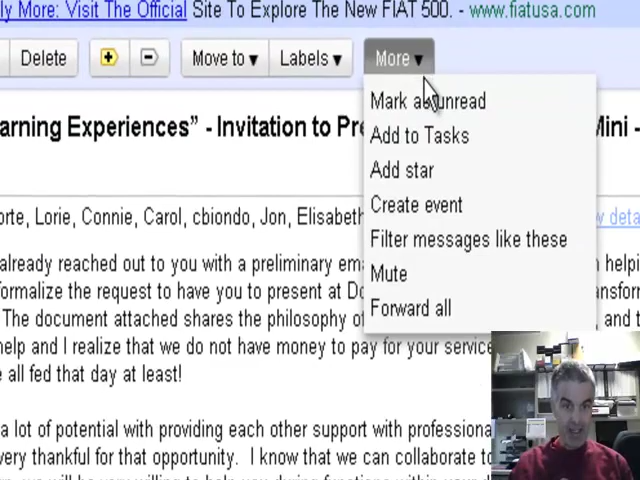 ly More: Visit The Official Site To Explore The New FIAT 500. - www.fiatusa.com
Delete Move to Labels More
Mark as unread
Add to Tasks
Add star
Create event
Filter messages like these
Mute
Forward all
arning Experiences” - Invitation to Pre Mini -
orte, Lorie, Connie, Carol, cbiondo, Jon, Elisabeth
already reached out to you with a preliminary ema helpi
formalize the request to have you to present at Do ansfor
The document attached shares the philosophy of and t
help and I realize that we do not have money to pay for your service
all fed that day at least!
a lot of potential with providing each other support with professiona
very thankful for that opportunity. I know that we can collaborate to